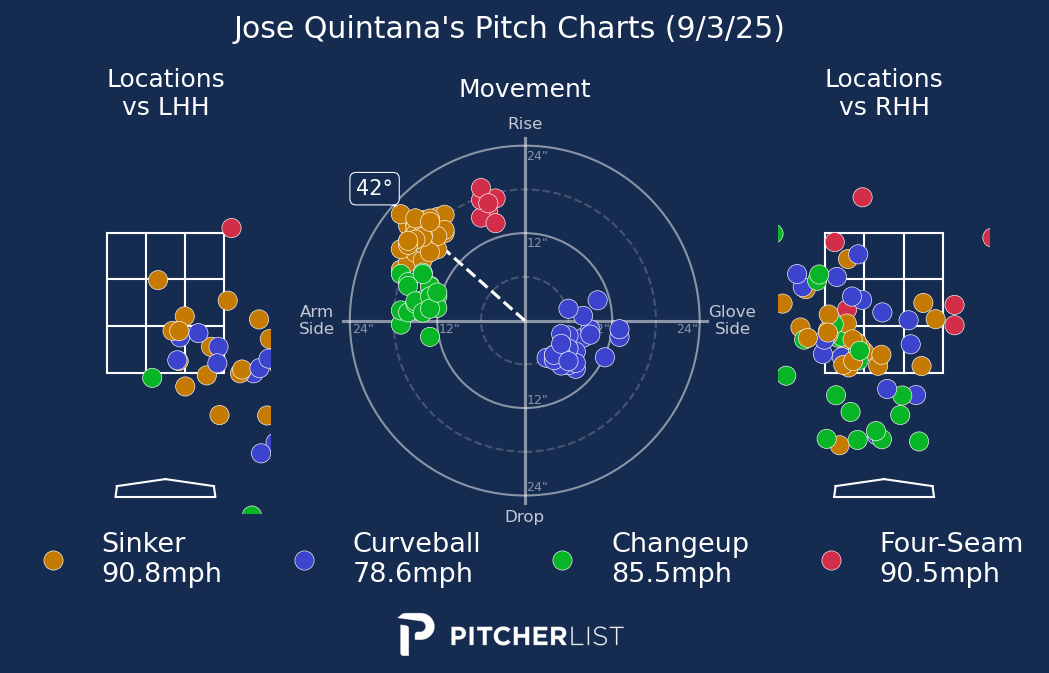 Jose Quintana's Pitch Charts (9/3/25)
Locations
vs LHH
Movement
Locations
vs RHH
Rise
24"
42°
12"
Arm
Side
24"
12"
24"
Glove
Side
12"
24"
Drop
Sinker
90.8mph
Curveball
78.6mph
Changeup
85.5mph
Four-Seam
90.5mph
PITCHERLIST